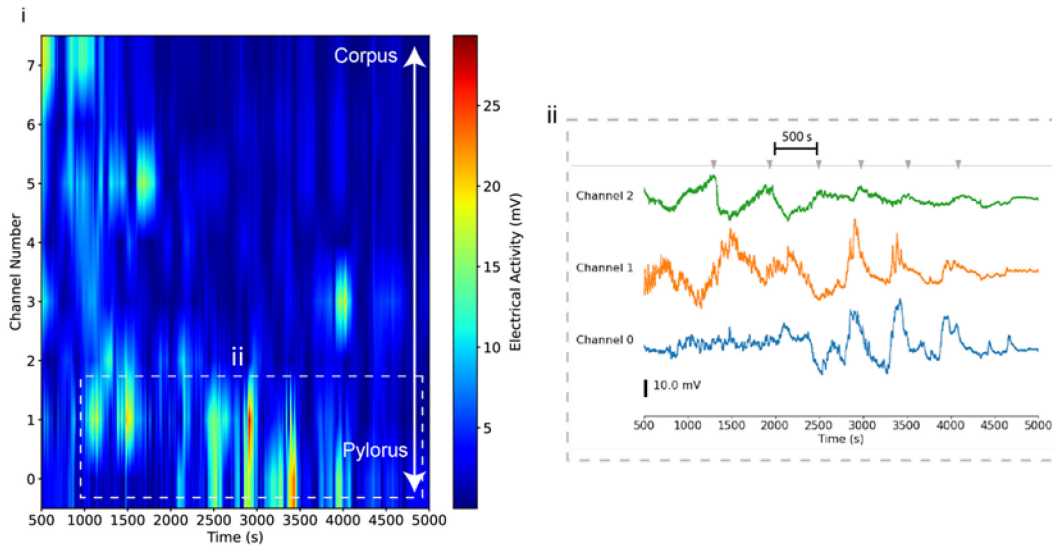 i
Corpus
7
6
5
4
3
2
1
0
Channel Number
ii
Pylorus
500 1000 1500 2000 2500 3000 3500 4000 4500 5000
Time (s)
25
20
15
10
5
Electrical Activity (mV)
ii
500 s
Channel 2
Channel 1
Channel 0
10.0 mV
500 1000 1500 2000 2500 3000 3500 4000 4500 5000
Time (s)